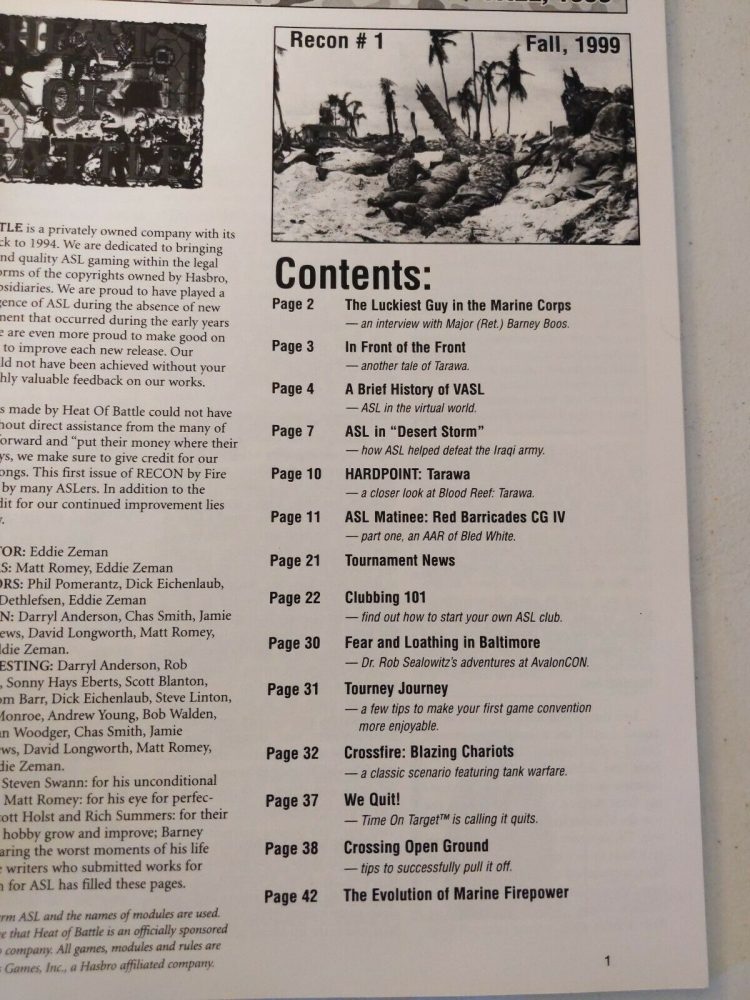 HEAT
OF
BATTLE
TLE is a privately owned company with its
ck to 1994. We are dedicated to bringing
nd quality ASL gaming within the legal
orms of the copyrights owned by Hasbro,
bsidiaries. We are proud to have played a
gence of ASL during the absence of new
ment that occurred during the early years
e are even more proud to make good on
to improve each new release. Our
ld not have been achieved without your
hly valuable feedback on our works.
s made by Heat Of Battle could not have
hout direct assistance from the many of
forward and “put their money where their
ys, we make sure to give credit for our
ongs. This first issue of RECON by Fire
by many ASLers. In addition to the
dit for our continued improvement lies
y.
TOR: Eddie Zeman
S: Matt Romey, Eddie Zeman
ORS: Phil Pomerantz, Dick Eichenlaub,
Dethlefsen, Eddie Zeman
N: Darryl Anderson, Chas Smith, Jamie
ews, David Longworth, Matt Romey,
ddie Zeman.
ESTING: Darryl Anderson, Rob
, Sonny Hays Eberts, Scott Blanton,
om Barr, Dick Eichenlaub, Steve Linton,
Monroe, Andrew Young, Bob Walden,
an Woodger, Chas Smith, Jamie
ws, David Longworth, Matt Romey,
die Zeman.
Steven Swann: for his unconditional
Matt Romey: for his eye for perfec-
ott Holst and Rich Summers: for their
hobby grow and improve; Barney
aring the worst moments of his life
e writers who submitted works for
n for ASL has filled these pages.
rm ASL and the names of modules are used.
e that Heat of Battle is an officially sponsored
o company. All games, modules and rules are
s Games, Inc., a Hasbro affiliated company.
Recon # 1 Fall, 1999
Contents:
Page 2 The Luckiest Guy in the Marine Corps
— an interview with Major (Ret.) Barney Boos.
Page 3 In Front of the Front
— another tale of Tarawa.
Page 4 A Brief History of VASL
— ASL in the virtual world.
Page 7 ASL in “Desert Storm”
— how ASL helped defeat the Iraqi army.
Page 10 HARDPOINT: Tarawa
— a closer look at Blood Reef: Tarawa.
Page 11 ASL Matinee: Red Barricades CG IV
— part one, an AAR of Bled White.
Page 21 Tournament News
Page 22 Clubbing 101
— find out how to start your own ASL club.
Page 30 Fear and Loathing in Baltimore
— Dr. Rob Sealowitz's adventures at AvalonCON.
Page 31 Tourney Journey
— a few tips to make your first game convention
more enjoyable.
Page 32 Crossfire: Blazing Chariots
— a classic scenario featuring tank warfare.
Page 37 We Quit!
— Time On Target™ is calling it quits.
Page 38 Crossing Open Ground
— tips to successfully pull it off.
Page 42 The Evolution of Marine Firepower
1